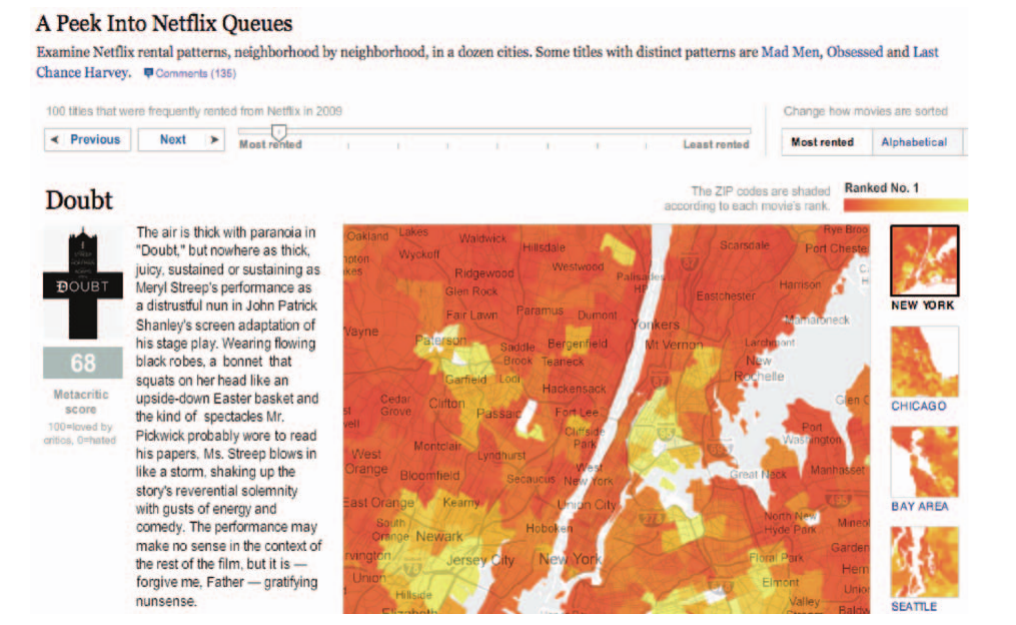 A Peek Into Netflix Queues
Examine Netflix rental patterns, neighborhood by neighborhood, in a dozen cities. Some titles with distinct patterns are Mad Men, Obsessed and Last
Chance Harvey. Comments (135)
100 titles that were frequently rented from Netflix in 2009
Change how movies are sorted
Previous Next
Most rented
Least rented
Most rented Alphabetical
Doubt
The ZIP codes are shaded
according to each movie's rank.
Ranked No. 1
DOUBT
68
Metacritic
score
100=loved by
critics, 0=hated
The air is thick with paranoia in
"Doubt," but nowhere as thick,
juicy, sustained or sustaining as
Meryl Streep's performance as
a distrustful nun in John Patrick
Shanley's screen adaptation of
his stage play. Wearing flowing
black robes, a bonnet that
squats on her head like an
upside-down Easter basket and
the kind of spectacles Mr.
Pickwick probably wore to read
his papers, Ms. Streep blows in
like a storm, shaking up the
story's reverential solemnity
with gusts of energy and
comedy. The performance may
make no sense in the context of
the rest of the film, but it is —
forgive me, Father — gratifying
nunsense.
Oakland Lakes Waldwick Hillsdale Scarsdale Rye Broo
Wyckoff Port Cheste
Ridgewood Westwood Palisades
Glen Rock Eastchester Harrison
Fair Lawn Paramus Dumont Yonkers Mamaroneck
Wayne Paterson Saddle Bergenfield Mt Vernon Larchmont
Brook Teaneck New
Garfield Lodi Rochelle
Hackensack
Cedar Clifton Passaic Fort Lee Glen C
Grove
Cliffside Port
Park Washington
Montclair Lyndhurst
West West Great Neck Manhasset
Orange Bloomfield Secaucus New York
East Orange Kearny Union City 495
South Hoboken 278 North New Mineo
Orange Newark Hyde Park
Jersey City New York Floral Park Garden
Irvington Hem
Union Elmont Union
Hillside Valley
Elizabeth Stream Baldw
NEW YORK
CHICAGO
BAY AREA
SEATTLE